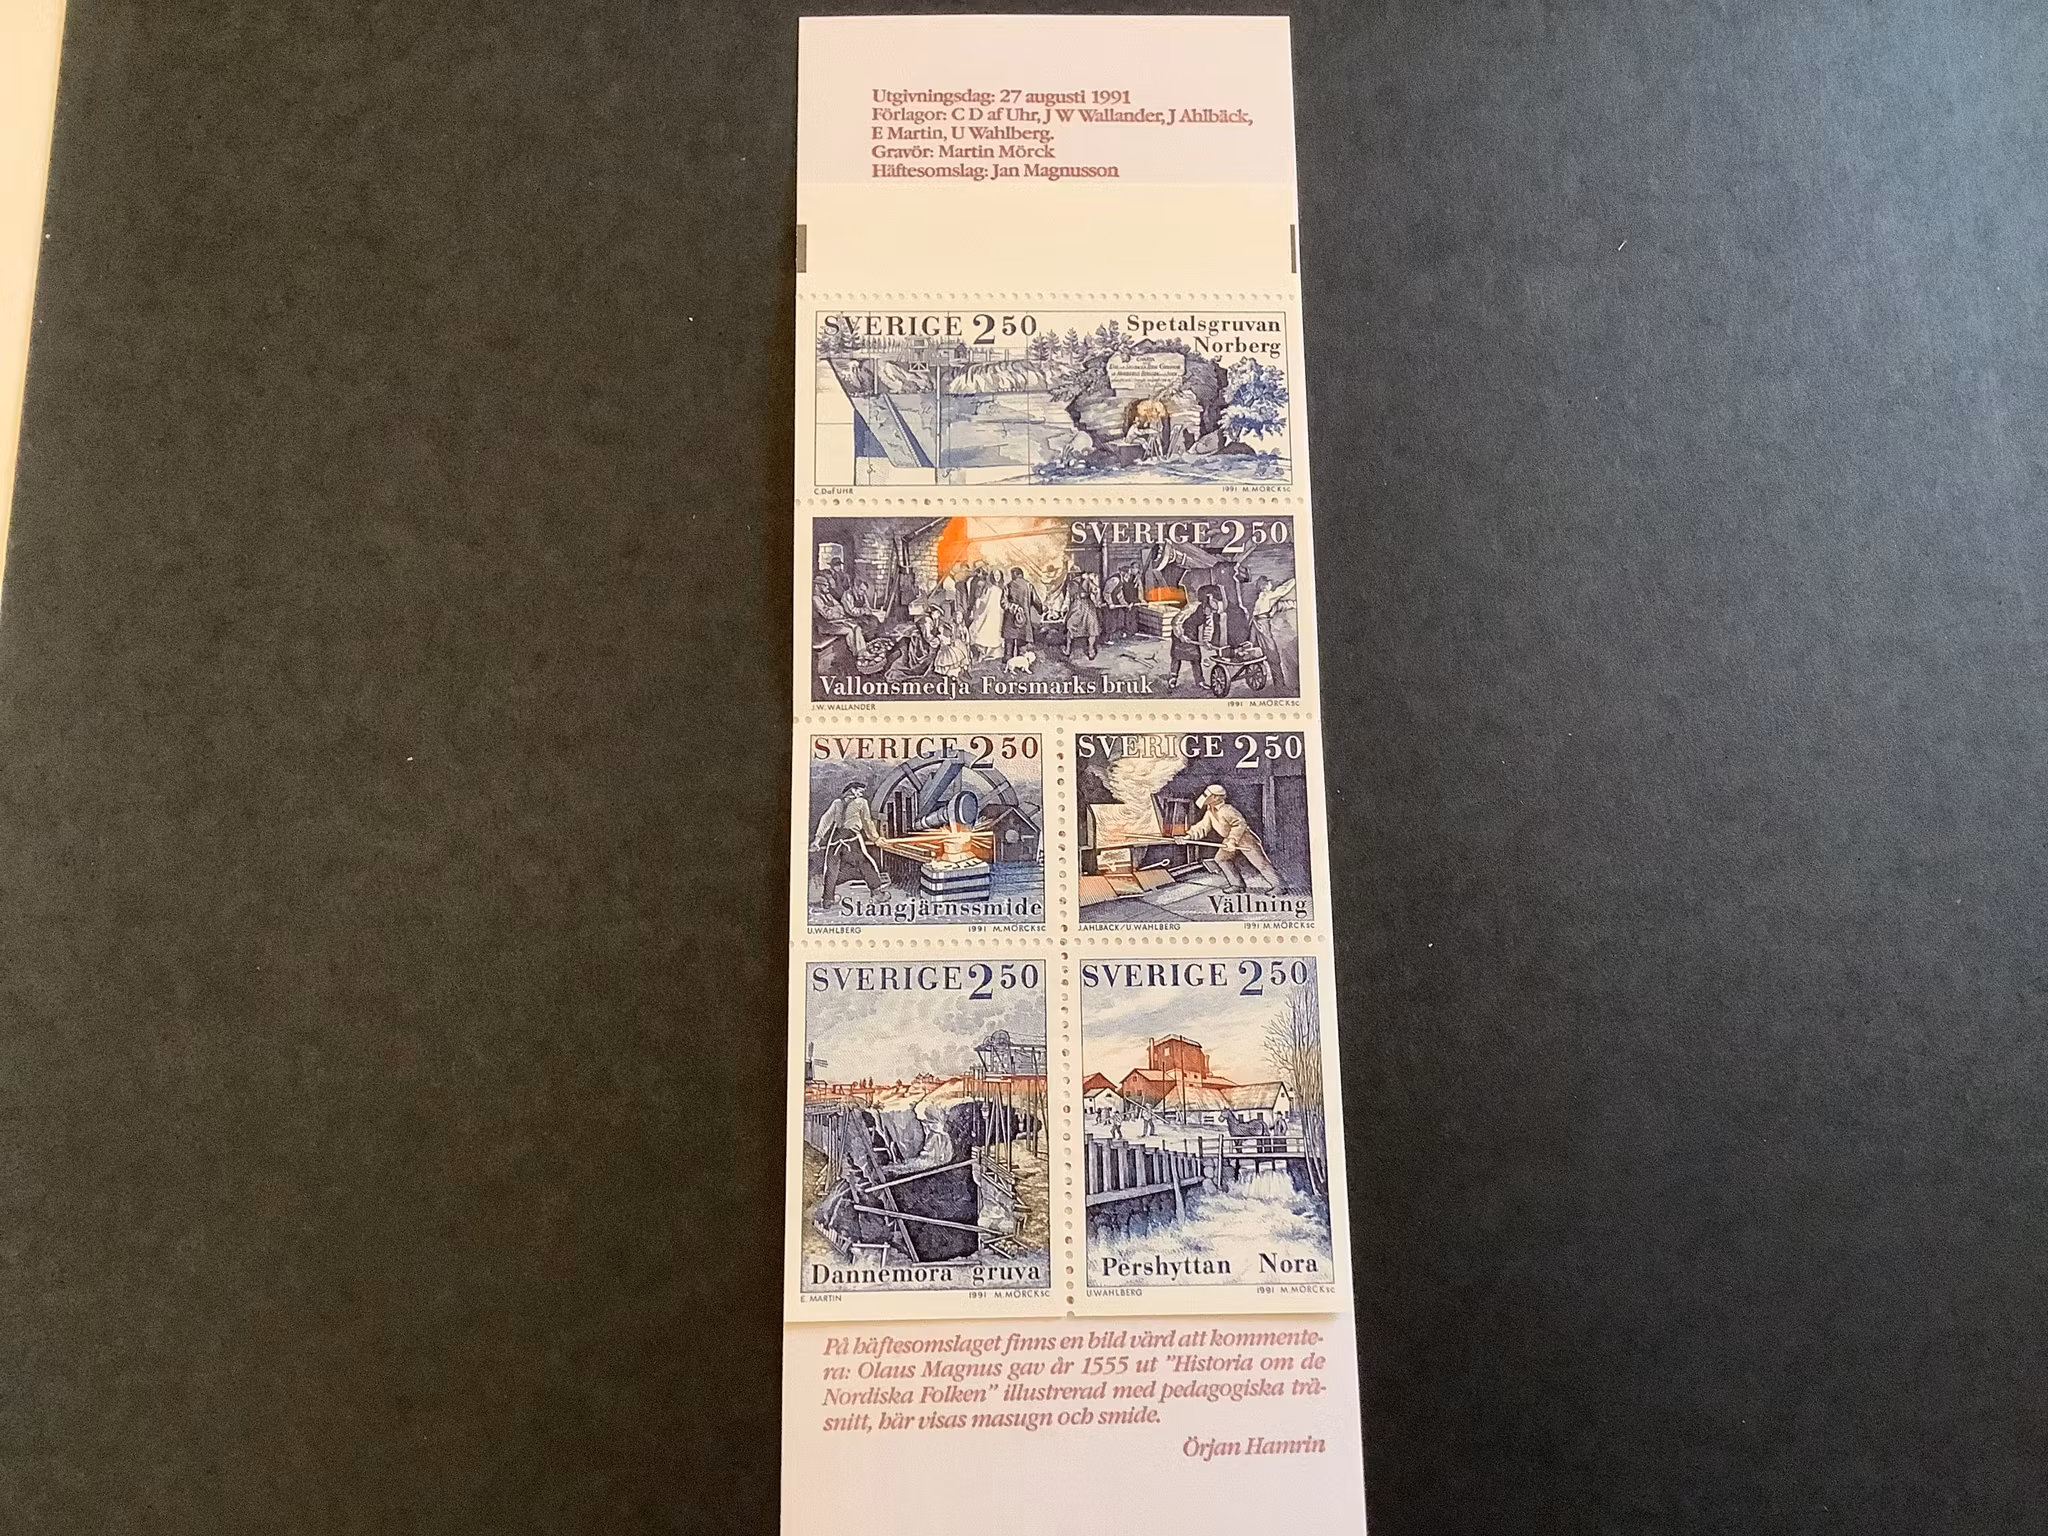 Utgivningsdag: 27 augusti 1991
Förlagor: C D af Uhr, J W Wallander, J Ahlbäck,
E Martin, U Wahlberg.
Gravör: Martin Mörck
Häftesomslag: Jan Magnusson
SVERIGE 2 50
Spetalsgruvan
Norberg
C.D af UHR
1991 M.MÖRCK SC
SVERIGE 2 50
Vallonsmedja Forsmarks bruk
J.W. WALLANDER
1991 M.MÖRCK SC
SVERIGE 2 50
Stångjärnssmide
U.WAHLBERG
1991 M.MÖRCK SC
SVERIGE 2 50
Vällning
J.AHLBÄCK/U.WAHLBERG
1991 M.MÖRCK SC
SVERIGE 2 50
Dannemora gruva
E. MARTIN
1991 M.MÖRCK SC
SVERIGE 2 50
Pershyttan Nora
U.WAHLBERG
1991 M.MÖRCK SC
På häftesomslaget finns en bild värd att kommente-
ra: Olaus Magnus gav år 1555 ut "Historia om de
Nordiska Folken" illustrerad med pedagogiska trä-
snitt, här visas masugn och smide.
Örjan Hamrin